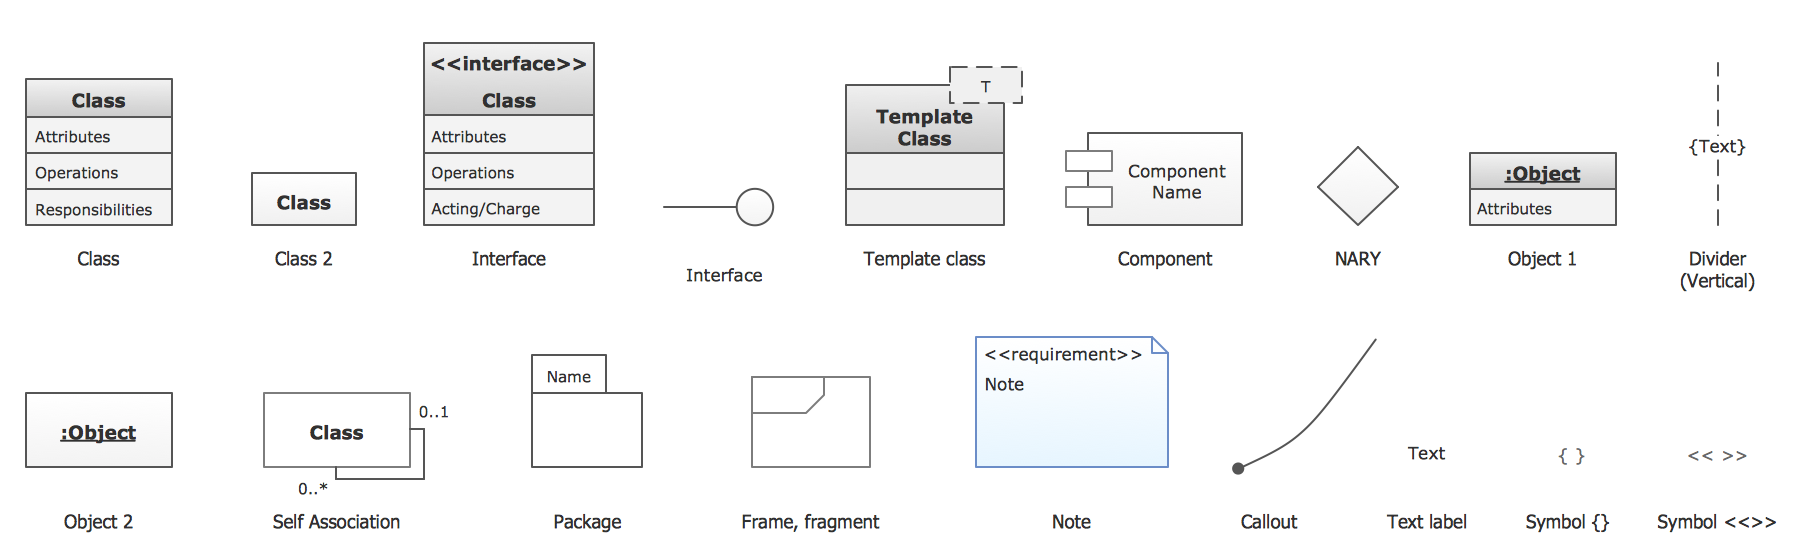 Class
Attributes
Operations
Responsibilities
Class
Class
Class 2
<<interface>>
Class
Attributes
Operations
Acting/Charge
Interface
Interface
T
Template
Class
Template class
Component
Name
Component
NARY
:Object
Attributes
Object 1
{Text}
Divider
(Vertical)
:Object
Object 2
Class
0..1
0..*
Self Association
Name
Package
Frame, fragment
<<requirement>>
Note
Note
Callout
Text
Text label
{ }
Symbol {}
<< >>
Symbol <<>>